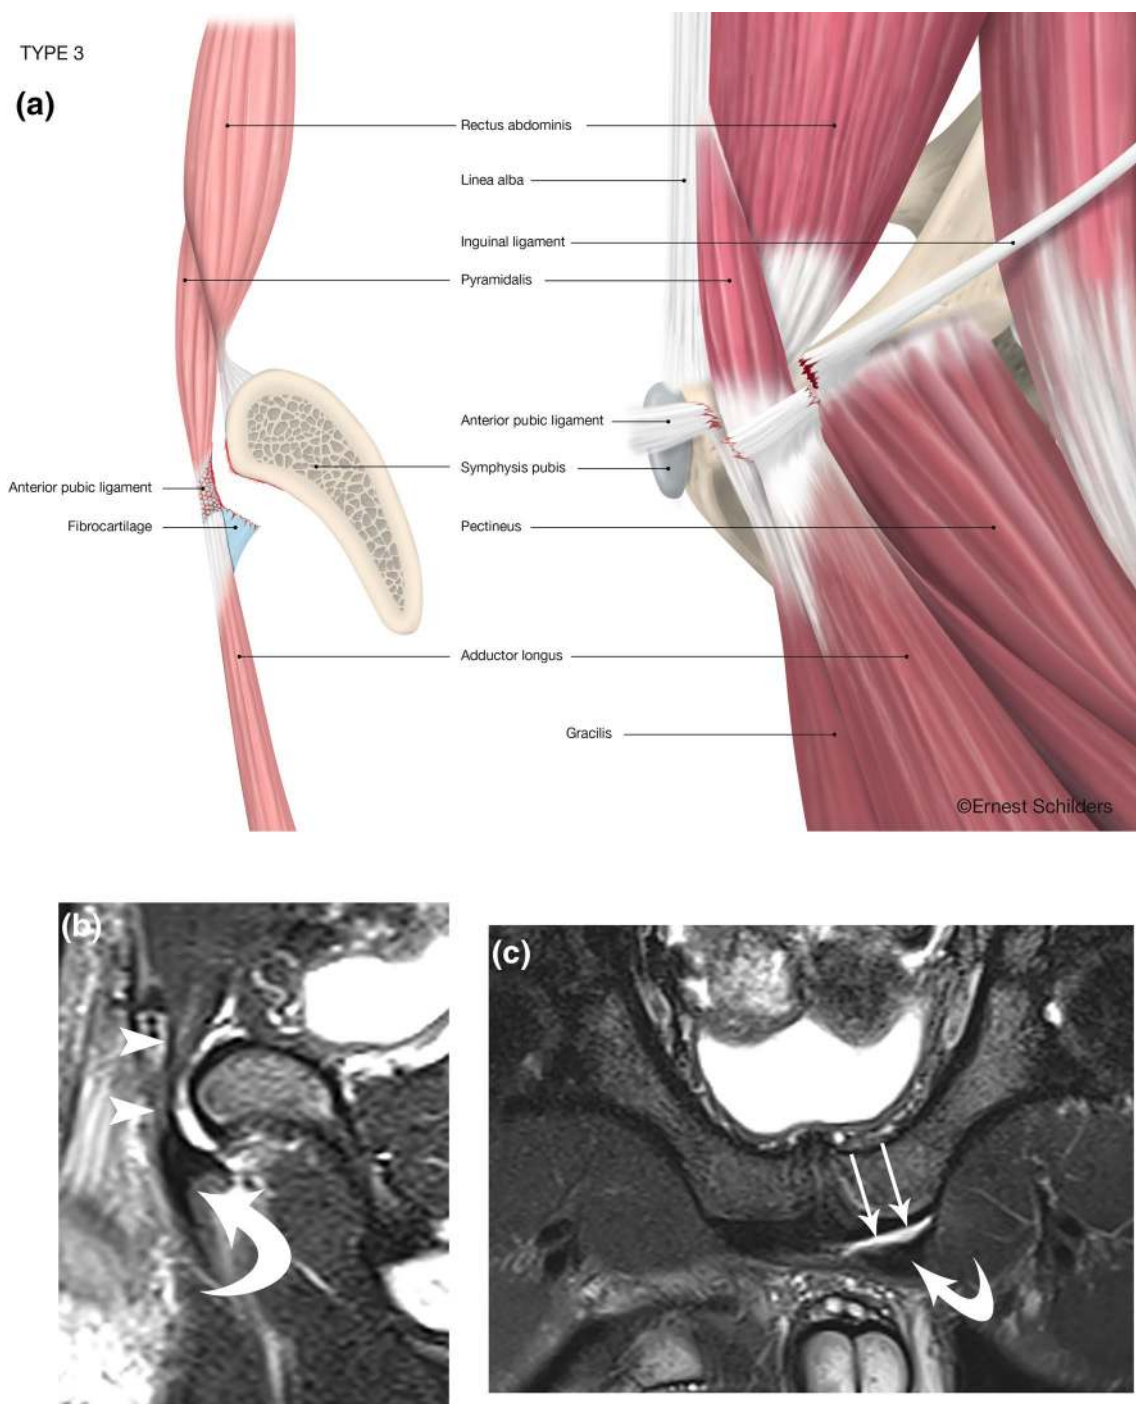 TYPE 3
(a)
Rectus abdominis
Linea alba
Inguinal ligament
Pyramidalis
Anterior pubic ligament
Symphysis pubis
Anterior pubic ligament
Fibrocartilage
Pectineus
Adductor longus
Gracilis
©Ernest Schilders
(b)
(c)